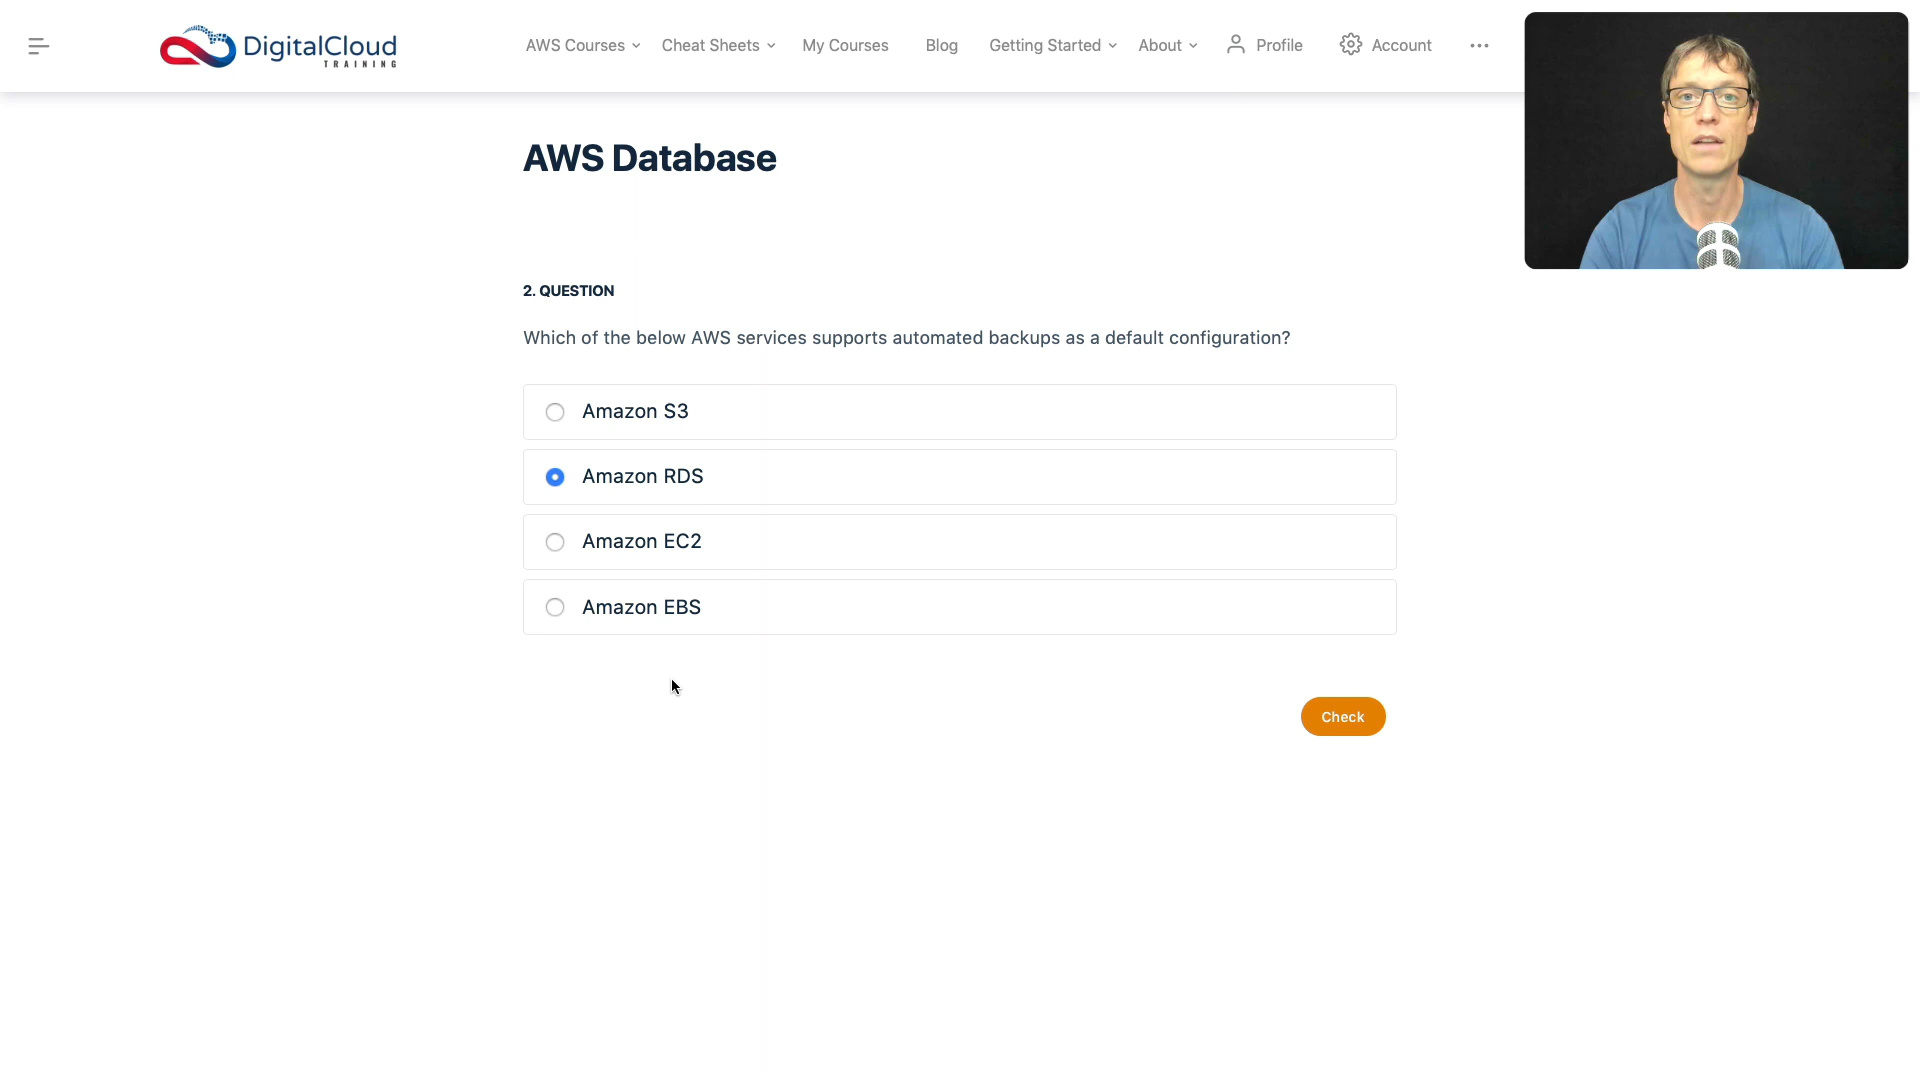 DigitalCloud
TRAINING
AWS Courses
Cheat Sheets
My Courses
Blog
Getting Started
About
Profile
Account
AWS Database
2. QUESTION
Which of the below AWS services supports automated backups as a default configuration?
Amazon S3
Amazon RDS
Amazon EC2
Amazon EBS
Check